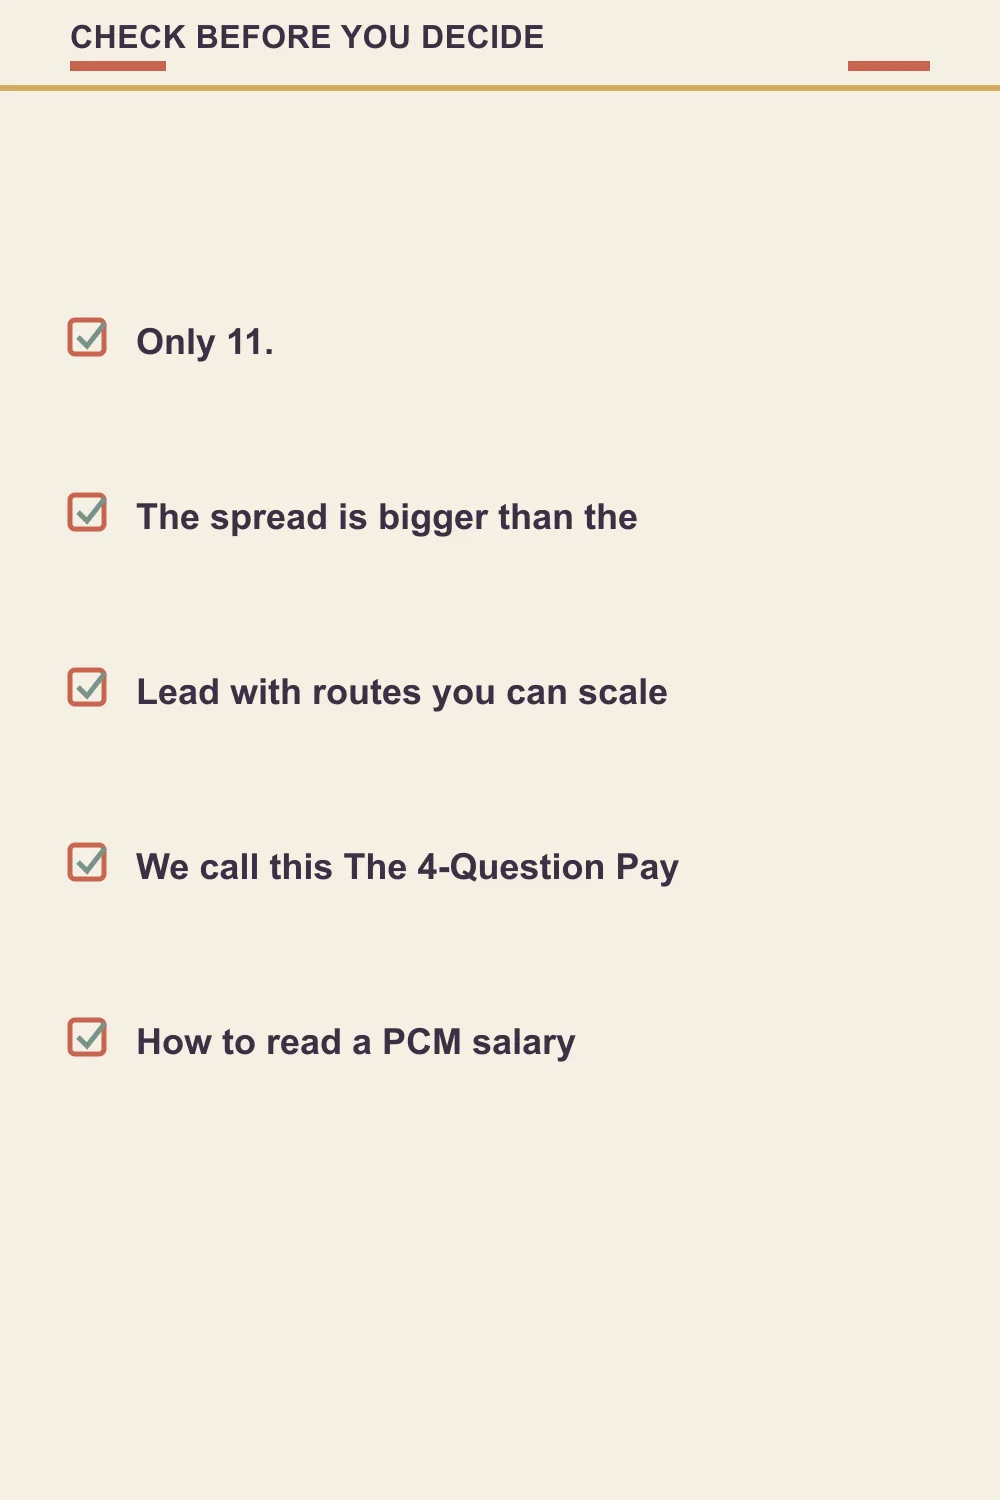 CHECK BEFORE YOU DECIDE
Only 11.
The spread is bigger than the
Lead with routes you can scale
We call this The 4-Question Pay
How to read a PCM salary